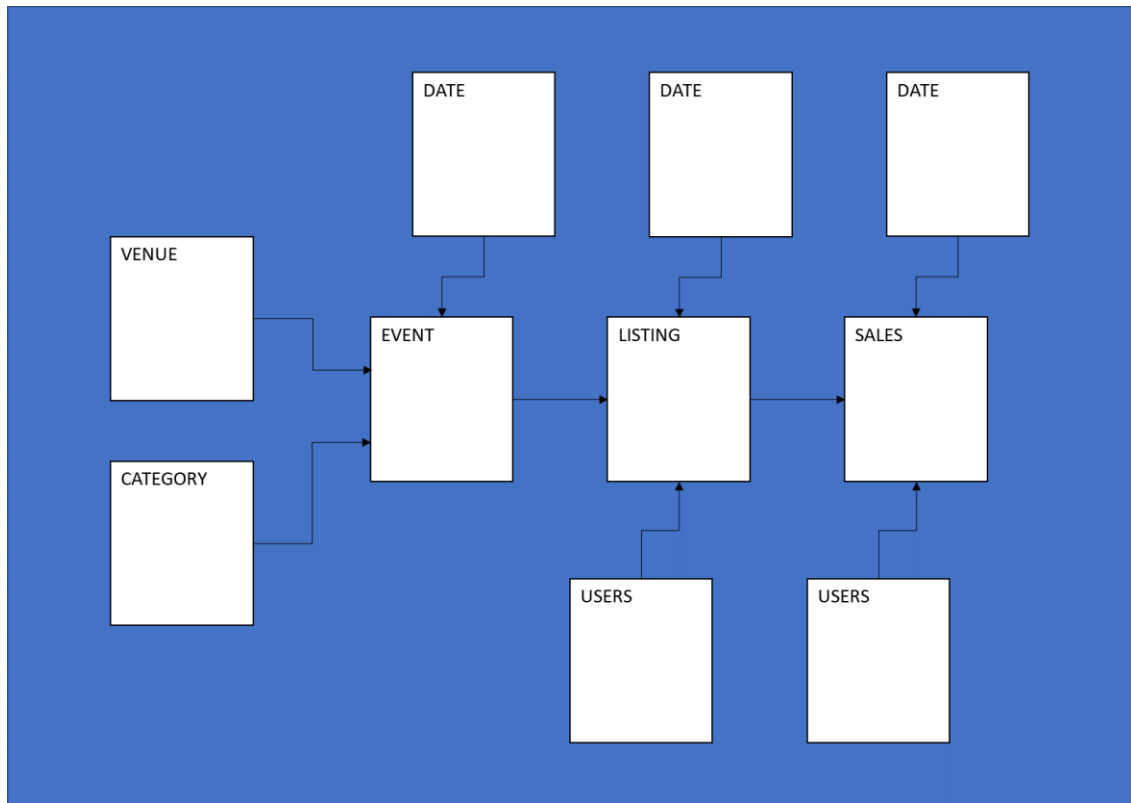 DATE
DATE
DATE
VENUE
EVENT
LISTING
SALES
CATEGORY
USERS
USERS